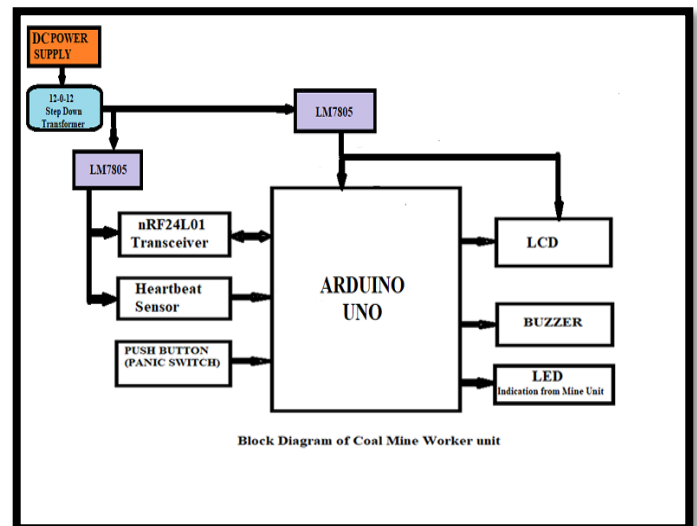 DC POWER
SUPPLY
12-0-12
Step Down
Transformer
LM7805
LM7805
nRF24L01
Transceiver
Heartbeat
Sensor
PUSH BUTTON
(PANIC SWITCH)
ARDUINO
UNO
LCD
BUZZER
LED
Indication from Mine Unit
Block Diagram of Coal Mine Worker unit